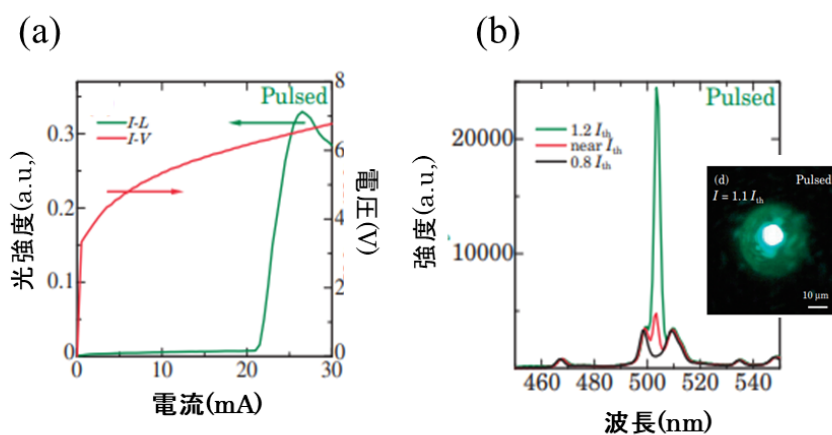 (a)
Pulsed
I-L
I-V
光強度(a.u,)
0.3
0.2
0.1
0
電圧(V)
8
6
4
2
0
0
10
20
30
電流(mA)
(b)
Pulsed
1.2 Ith
near Ith
0.8 Ith
強度(a.u,)
20000
10000
460
480
500
520
540
波長(nm)
(d)
Pulsed
I = 1.1 Ith
10 μm